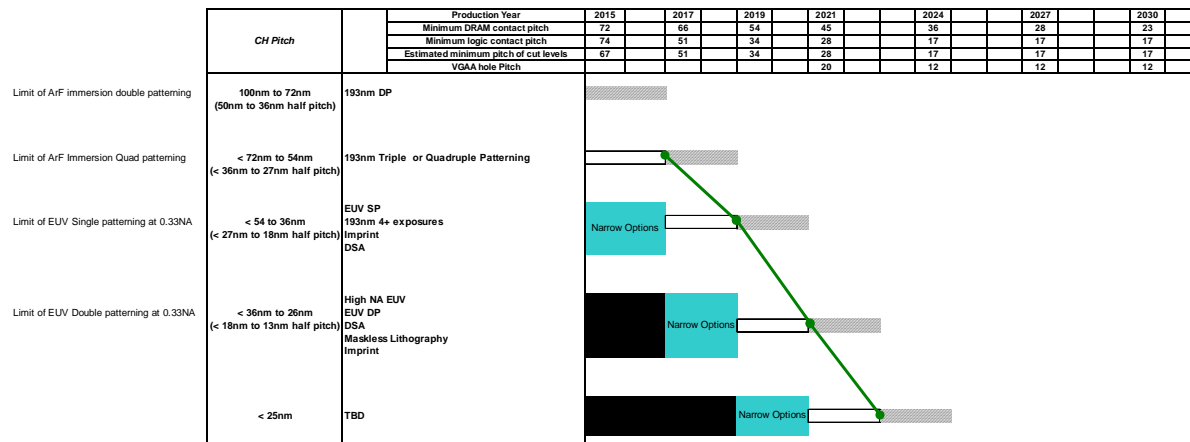 Production Year 2015 2017 2019 2021 2024 2027 2030
CH Pitch
Minimum DRAM contact pitch 72 66 54 45 36 28 23
Minimum logic contact pitch 74 51 34 28 17 17 17
Estimated minimum pitch of cut levels 67 51 34 28 17 17 17
VGAA hole Pitch 20 12 12 12
Limit of ArF immersion double patterning
100nm to 72nm
(50nm to 36nm half pitch)
193nm DP
Limit of ArF Immersion Quad patterning
< 72nm to 54nm
(< 36nm to 27nm half pitch)
193nm Triple or Quadruple Patterning
Limit of EUV Single patterning at 0.33NA
< 54 to 36nm
(< 27nm to 18nm half pitch)
EUV SP
193nm 4+ exposures
Imprint
DSA
Narrow Options
Limit of EUV Double patterning at 0.33NA
< 36nm to 26nm
(< 18nm to 13nm half pitch)
High NA EUV
EUV DP
DSA
Maskless Lithography
Imprint
Narrow Options
< 25nm
TBD
Narrow Options